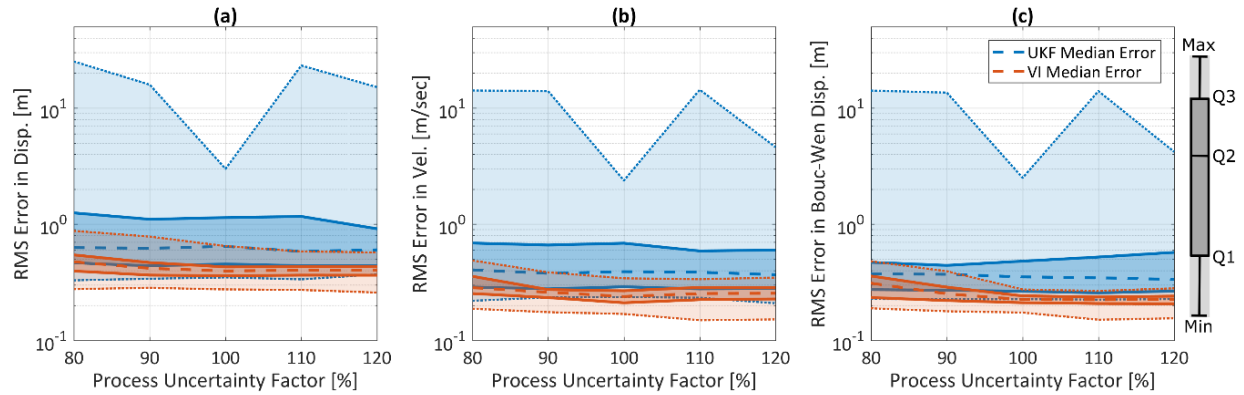 (a)
RMS Error in Disp. [m]
10^1
10^0
10^-1
80 90 100 110 120
Process Uncertainty Factor [%]
(b)
RMS Error in Vel. [m/sec]
10^1
10^0
10^-1
80 90 100 110 120
Process Uncertainty Factor [%]
(c)
RMS Error in Bouc-Wen Disp. [m]
10^1
10^0
10^-1
80 90 100 110 120
Process Uncertainty Factor [%]
UKF Median Error
VI Median Error
Max
Q3
Q2
Q1
Min